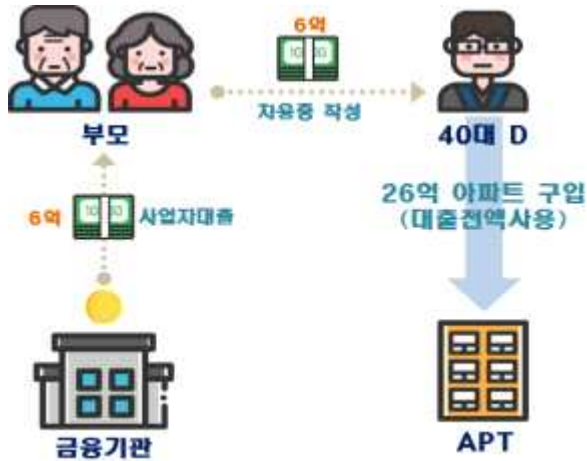 6억
부모
차용증 작성
40대 D
6억 사업자대출
26억 아파트 구입
(대출전액사용)
금융기관
APT